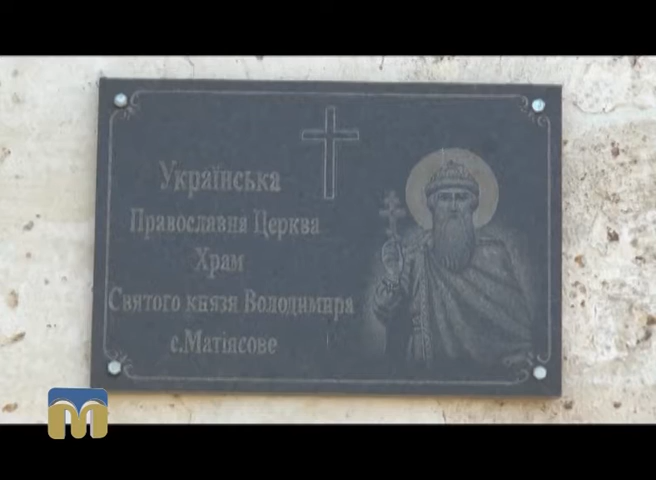 Українська
Православна Церква
Храм
Святого князя Володимира
с.Матіясове
М